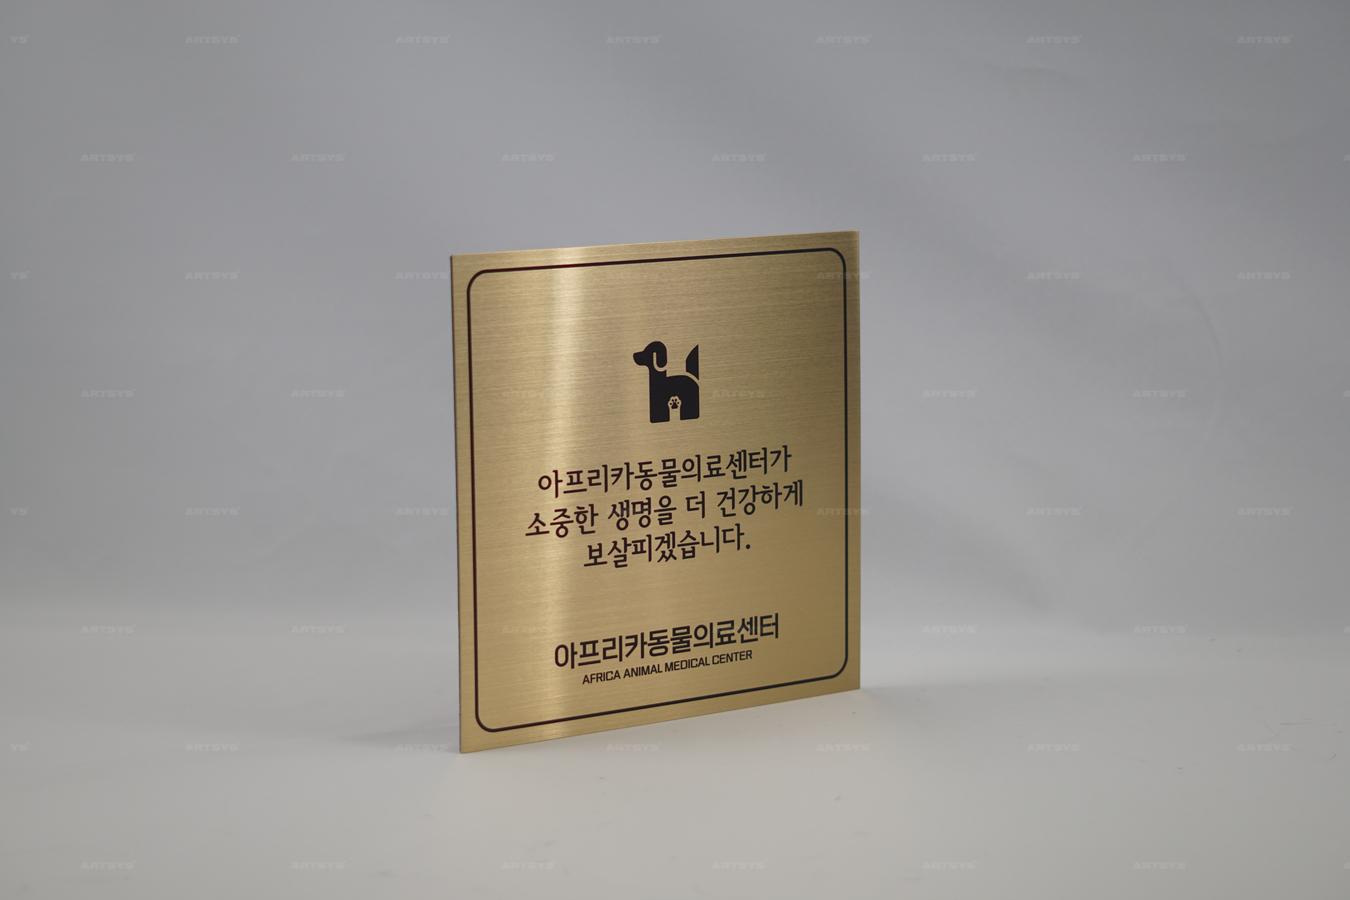 아프리카동물의료센터가
소중한 생명을 더 건강하게
보살피겠습니다.
아프리카동물의료센터
AFRICA ANIMAL MEDICAL CENTER
ARTSYS